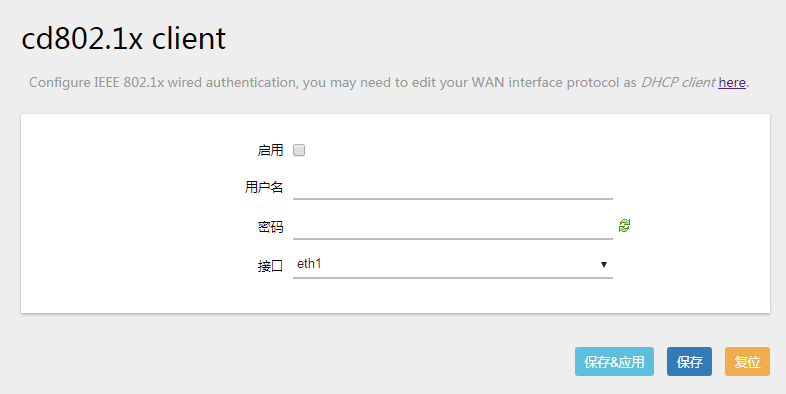 cd802.1x client
Configure IEEE 802.1x wired authentication, you may need to edit your WAN interface protocol as DHCP client here.
启用
用户名
密码
接口 eth1
保存&应用 保存 复位